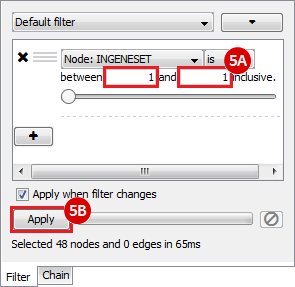 Default filter
Node: INGENESET is 5A
between 1 and 1 inclusive.
Apply when filter changes
Apply 5B
Selected 48 nodes and 0 edges in 65ms
Filter Chain